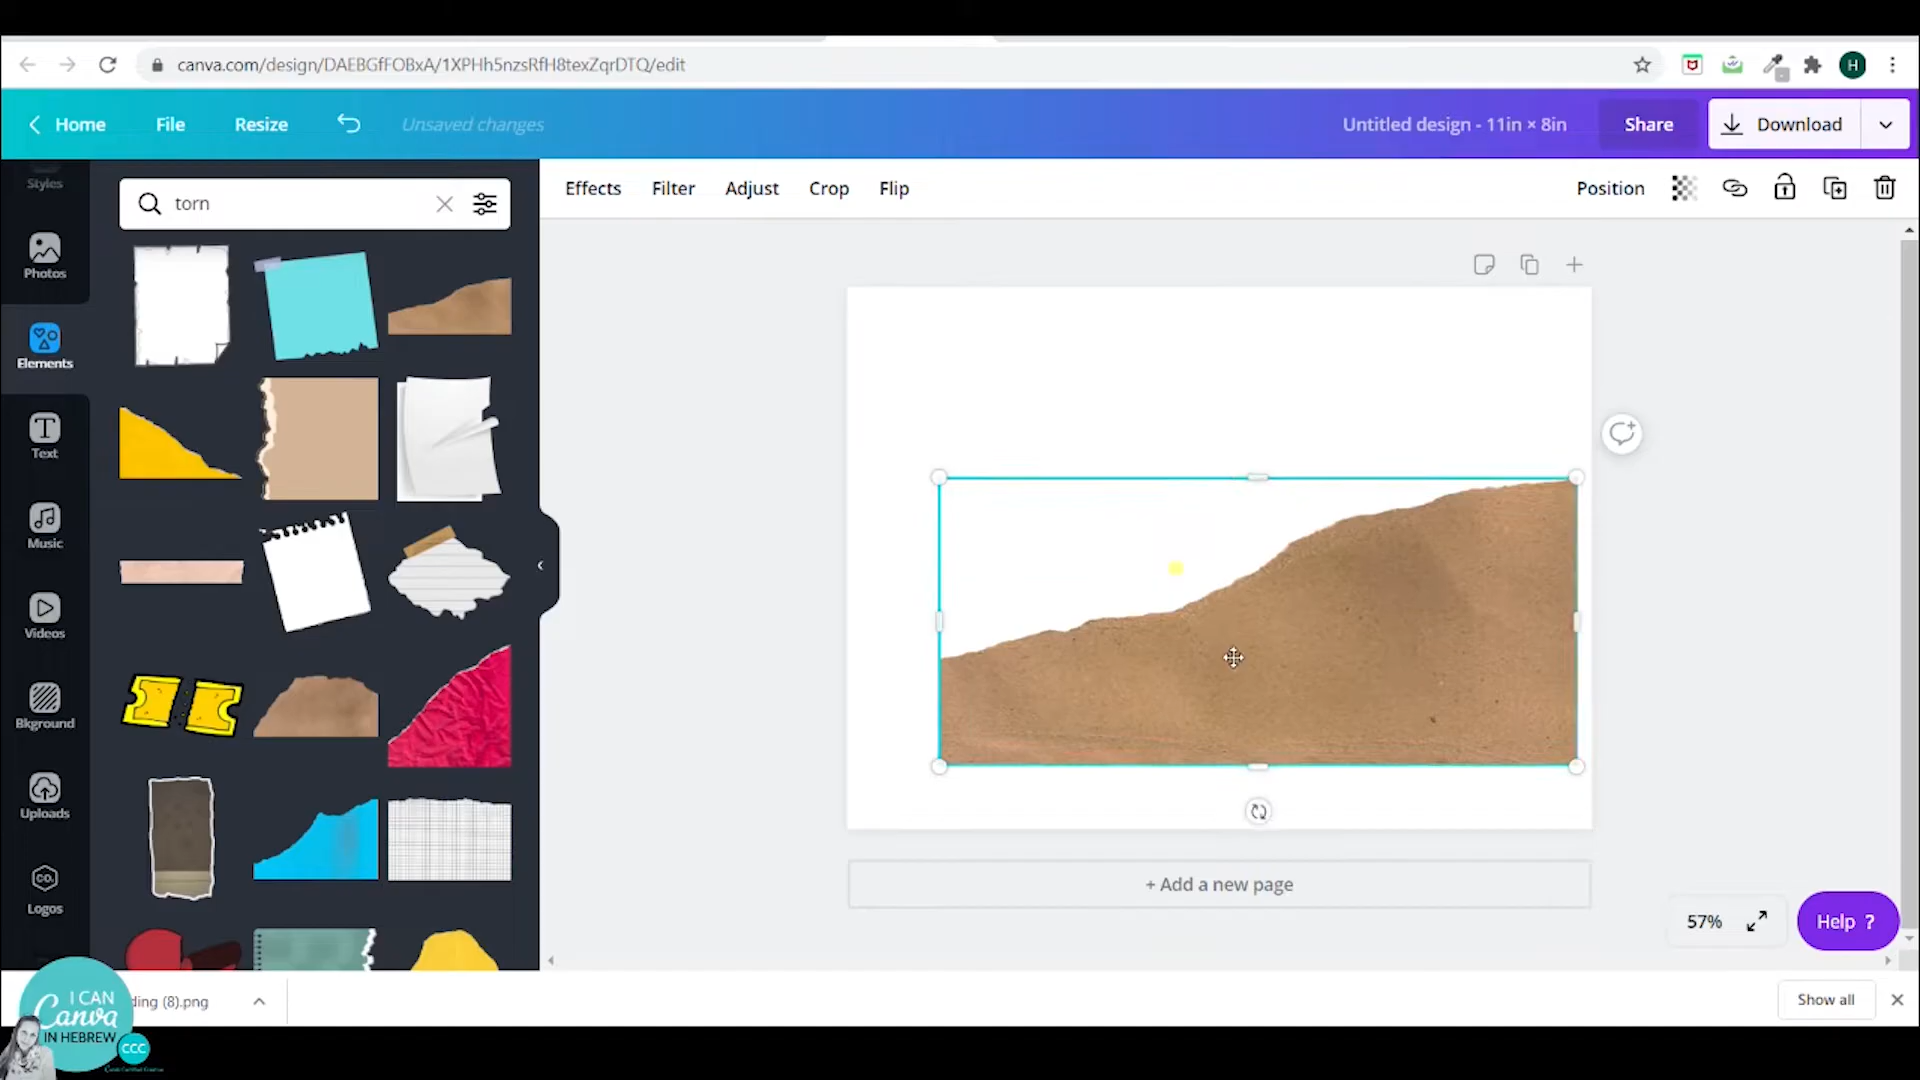 canva.com/design/DAEBGfFOBxA/1XPHh5nzsRfH8texZqrDTQ/edit
H
Home
File
Resize
Unsaved changes
Untitled design - 11in × 8in
Share
Download
Styles
torn
Effects
Filter
Adjust
Crop
Flip
Position
Photos
Elements
Text
Music
Videos
Bkground
Uploads
CO.
Logos
+ Add a new page
57%
Help ?
ding (8).png
Show all
I CAN
Canva
IN HEBREW
CCC